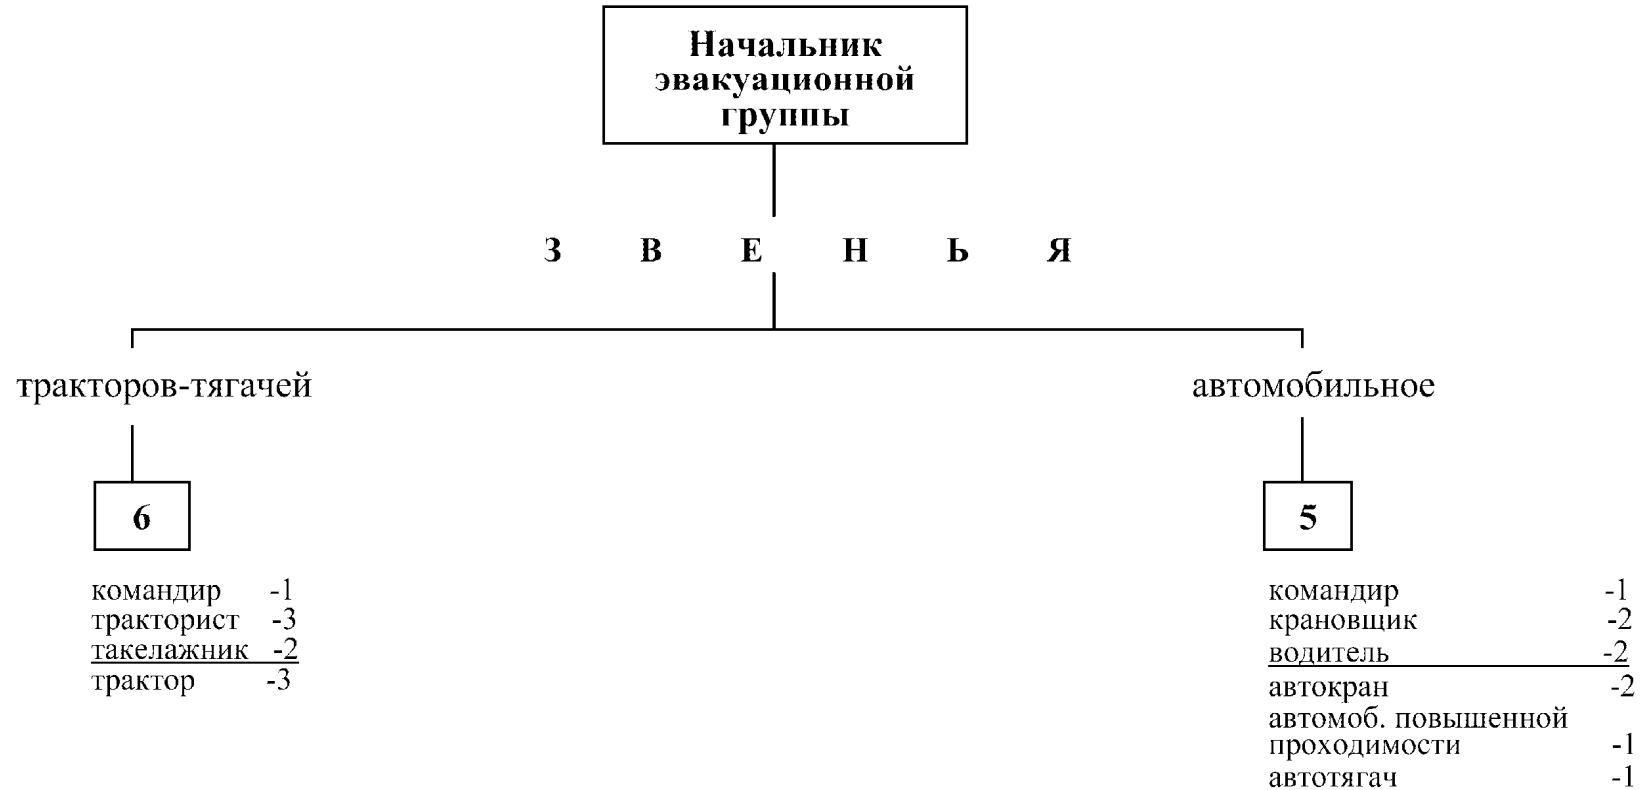 Начальник
эвакуационной
группы
З В Е Н Ь Я
тракторов-тягачей
автомобильное
6
5
командир -1
тракторист -3
такелажник -2
трактор -3
командир -1
крановщик -2
водитель -2
автокран -2
автомоб. повышенной
проходимости -1
автотягач -1